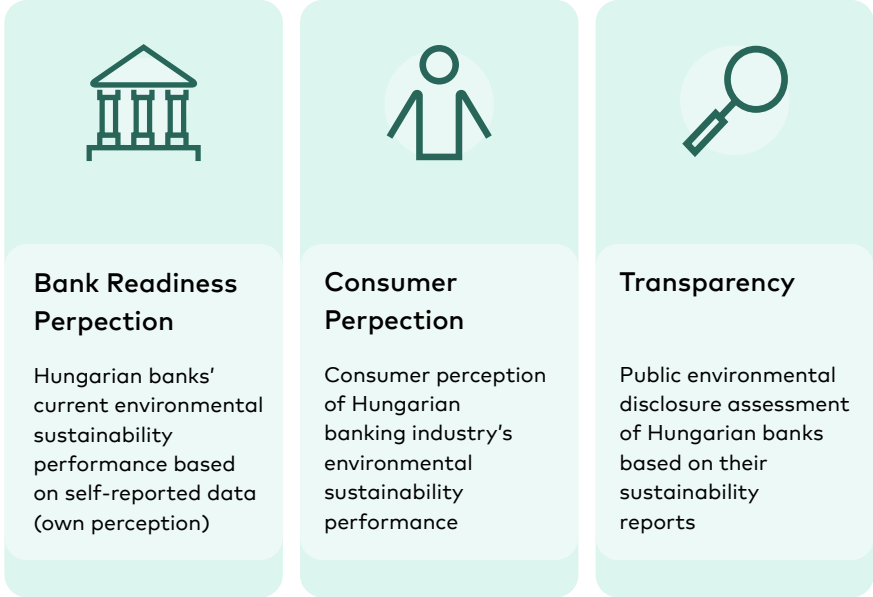 Bank Readiness
Perpection
Hungarian banks’
current environmental
sustainability
performance based
on self-reported data
(own perception)
Consumer
Perpection
Consumer perception
of Hungarian
banking industry’s
environmental
sustainability
performance
Transparency
Public environmental
disclosure assessment
of Hungarian banks
based on their
sustainability
reports